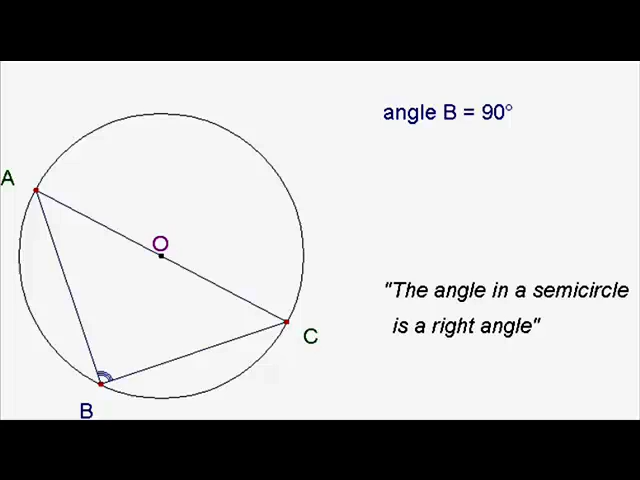 angle B = 90°
A
O
"The angle in a semicircle
is a right angle"
C
B